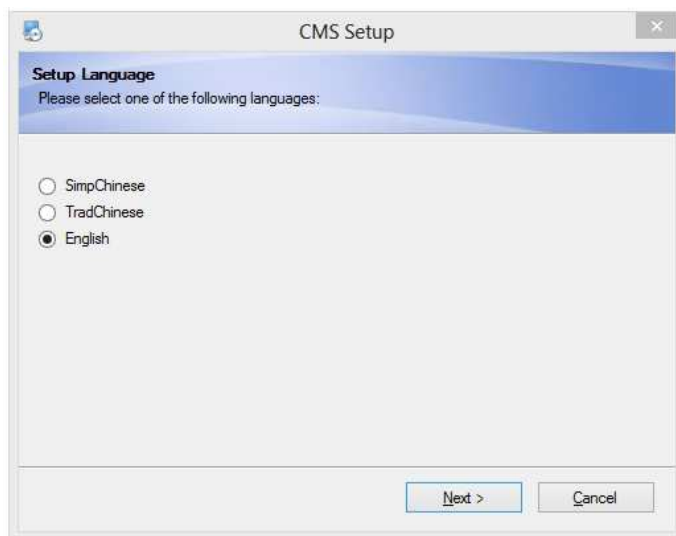 CMS Setup
Setup Language
Please select one of the following languages:
SimpChinese
TradChinese
English
Next >
Cancel